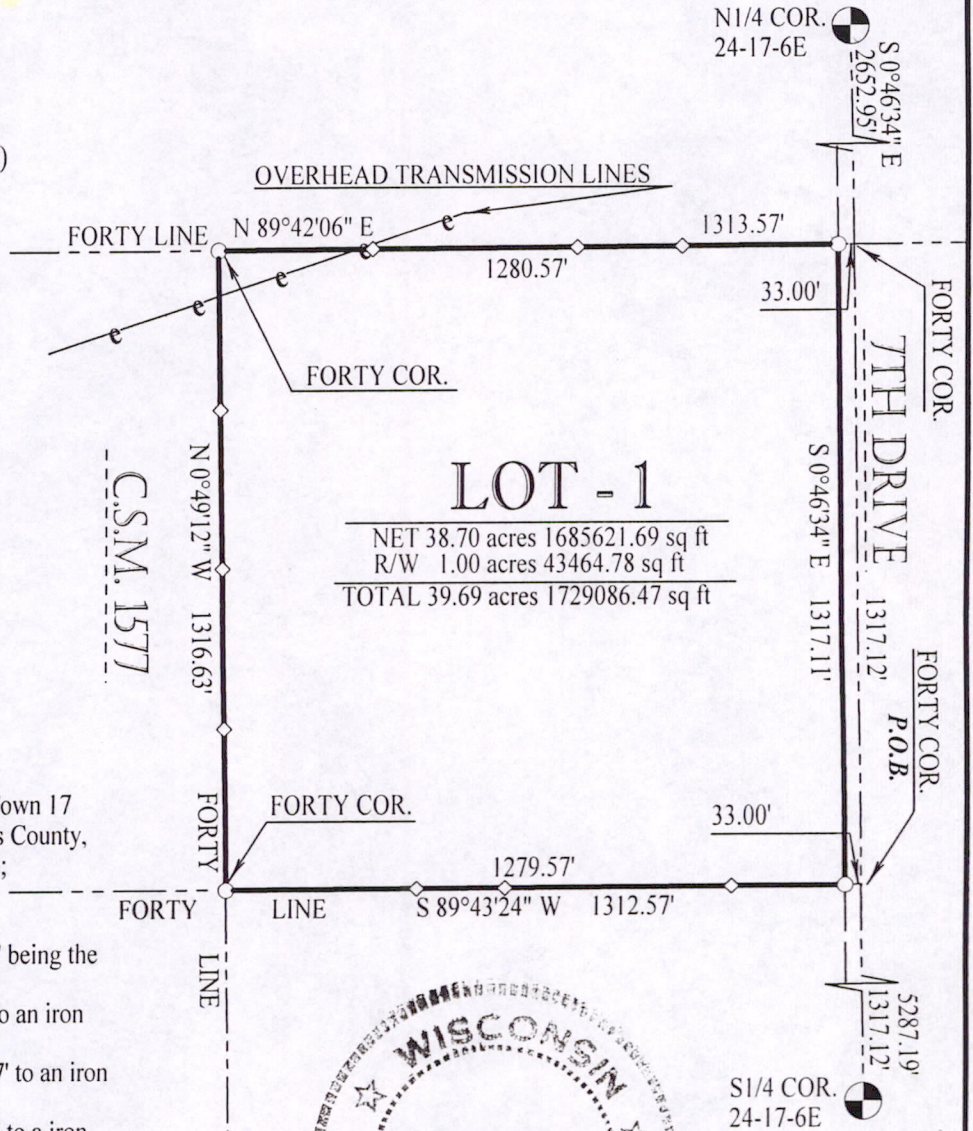 N1/4 COR.
24-17-6E
S 0°46'34" E
2652.95'
)
OVERHEAD TRANSMISSION LINES
N 89°42'06" E
e
1313.57'
FORTY LINE
e
1280.57'
e
33.00'
e
e
FORTY COR.
FORTY COR.
7TH DRIVE
C.S.M. 1577
N 0°49'12" W 1316.63'
LOT - 1
NET 38.70 acres 1685621.69 sq ft
R/W 1.00 acres 43464.78 sq ft
TOTAL 39.69 acres 1729086.47 sq ft
S 0°46'34" E 1317.11'
1317.12'
FORTY COR.
P.O.B.
own 17
s County,
;
FORTY
FORTY COR.
33.00'
1279.57'
FORTY LINE
S 89°43'24" W 1312.57'
' being the
LINE
o an iron
7' to an iron
to a iron
WISCONSIN
5287.19'
1317.12'
S1/4 COR.
24-17-6E